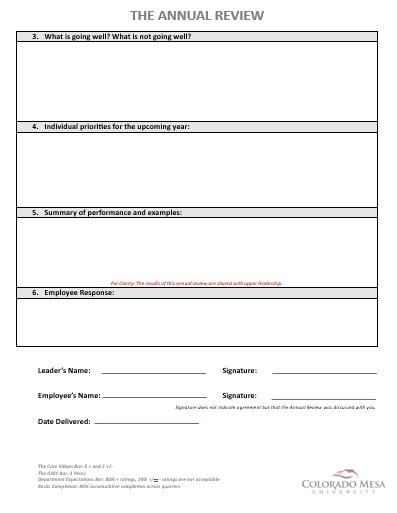 THE ANNUAL REVIEW
3. What is going well? What is not going well?
4. Individual priorities for the upcoming year:
5. Summary of performance and examples:
For Clarity: The results of this annual review are shared with upper leadership.
6. Employee Response:
Leader's Name: Signature:
Employee's Name: Signature:
Signature does not indicate agreement but that the Annual Review was discussed with you.
Date Delivered:
The Core Values Bar: 3 + and 2 +/-
The GWC Bar: 3 Yeses
Department Expectations Bar: 80% + ratings, 20% +/- - ratings are not acceptable
Rocks Completion: 80% accumulative completion across quarters
COLORADO MESA
UNIVERSITY